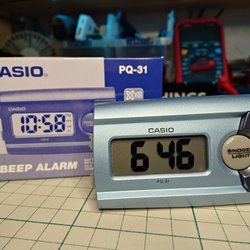 CASIO
PQ-31
10:58
BEEP ALARM
CASIO
6 46
PQ-31
SNOOZE
LIGHT